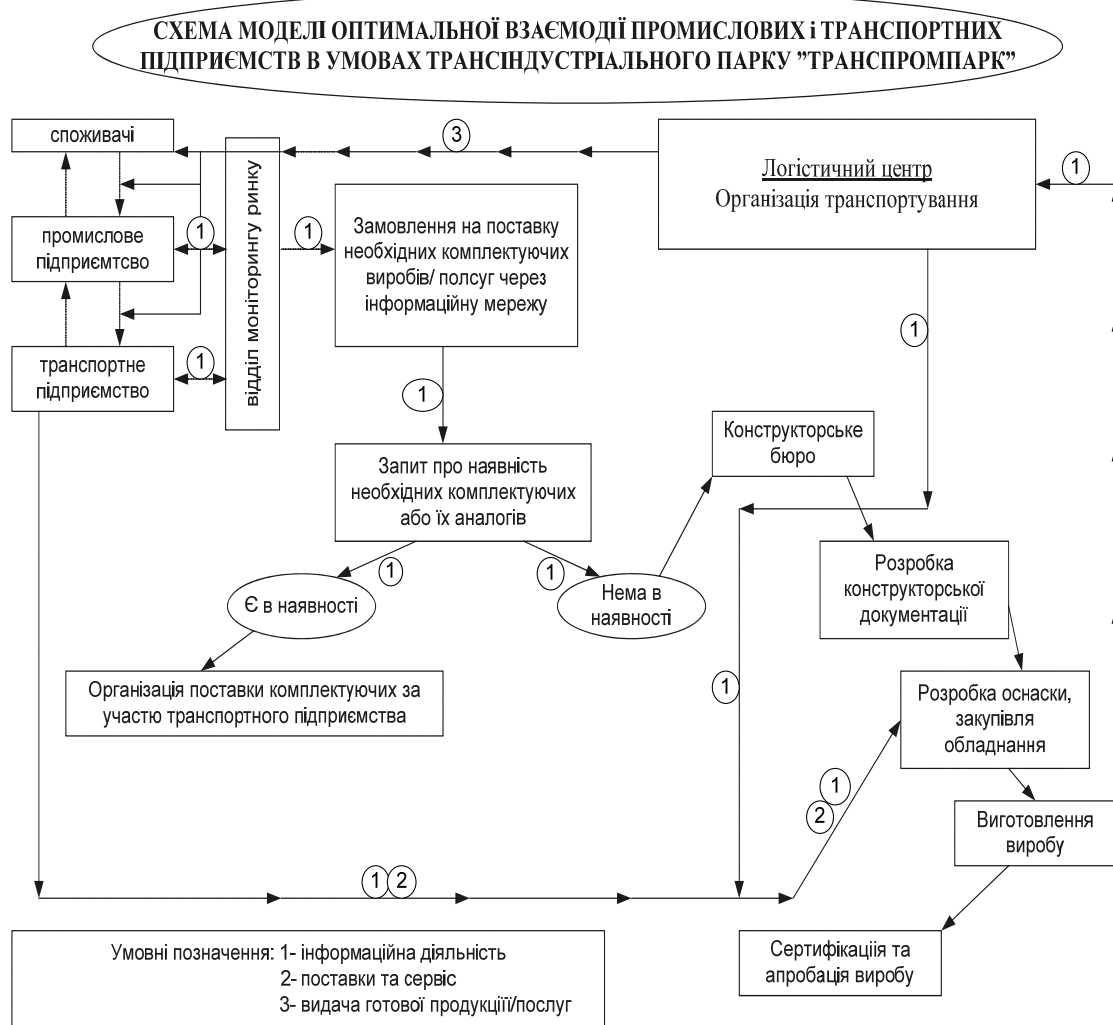 СХЕМА МОДЕЛІ ОПТИМАЛЬНОЇ ВЗАЄМОДІЇ ПРОМИСЛОВИХ і ТРАНСПОРТНИХ
ПІДПРИЄМСТВ В УМОВАХ ТРАНСІНДУСТРІАЛЬНОГО ПАРКУ ”ТРАНСПРОМПАРК”
споживачі
3
Логістичний центр
Організація транспортування
1
промислове
підприємтсво
1
відділ моніторингу ринку
1
Замовлення на поставку
необхідних комплектуючих
виробів/ полсуг через
інформаційну мережу
1
транспортне
підприємство
1
1
Конструкторське
бюро
Запит про наявність
необхідних комплектуючих
або їх аналогів
1
1
Є в наявності
Нема в
наявності
Розробка
конструкторської
документації
Організація поставки комплектуючих за
участю транспортного підприємства
1
Розробка оснаски,
закупівля
обладнання
1
2
Виготовлення
виробу
1
2
Сертифікаціія та
апробація виробу
Умовні позначення: 1- інформаційна діяльність
2- поставки та сервіс
3- видача готової продукціїї/послуг